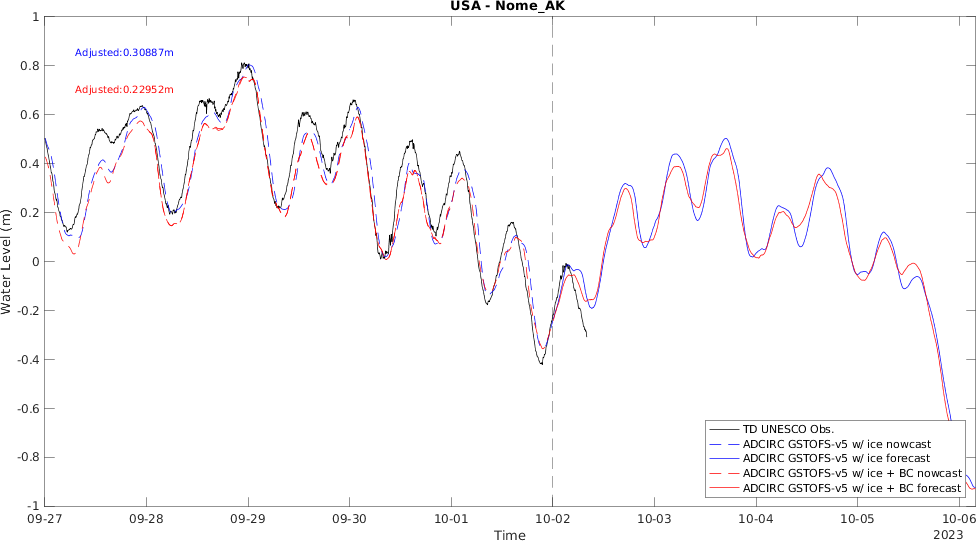 USA - Nome_AK
Adjusted:0.30887m
Adjusted:0.22952m
Water Level (m)
1
0.8
0.6
0.4
0.2
0
-0.2
-0.4
-0.6
-0.8
-1
TD UNESCO Obs.
ADCIRC GSTOFS-v5 w/ ice nowcast
ADCIRC GSTOFS-v5 w/ ice forecast
ADCIRC GSTOFS-v5 w/ ice + BC nowcast
ADCIRC GSTOFS-v5 w/ ice + BC forecast
09-27 09-28 09-29 09-30 10-01 10-02 10-03 10-04 10-05 10-06
Time
2023